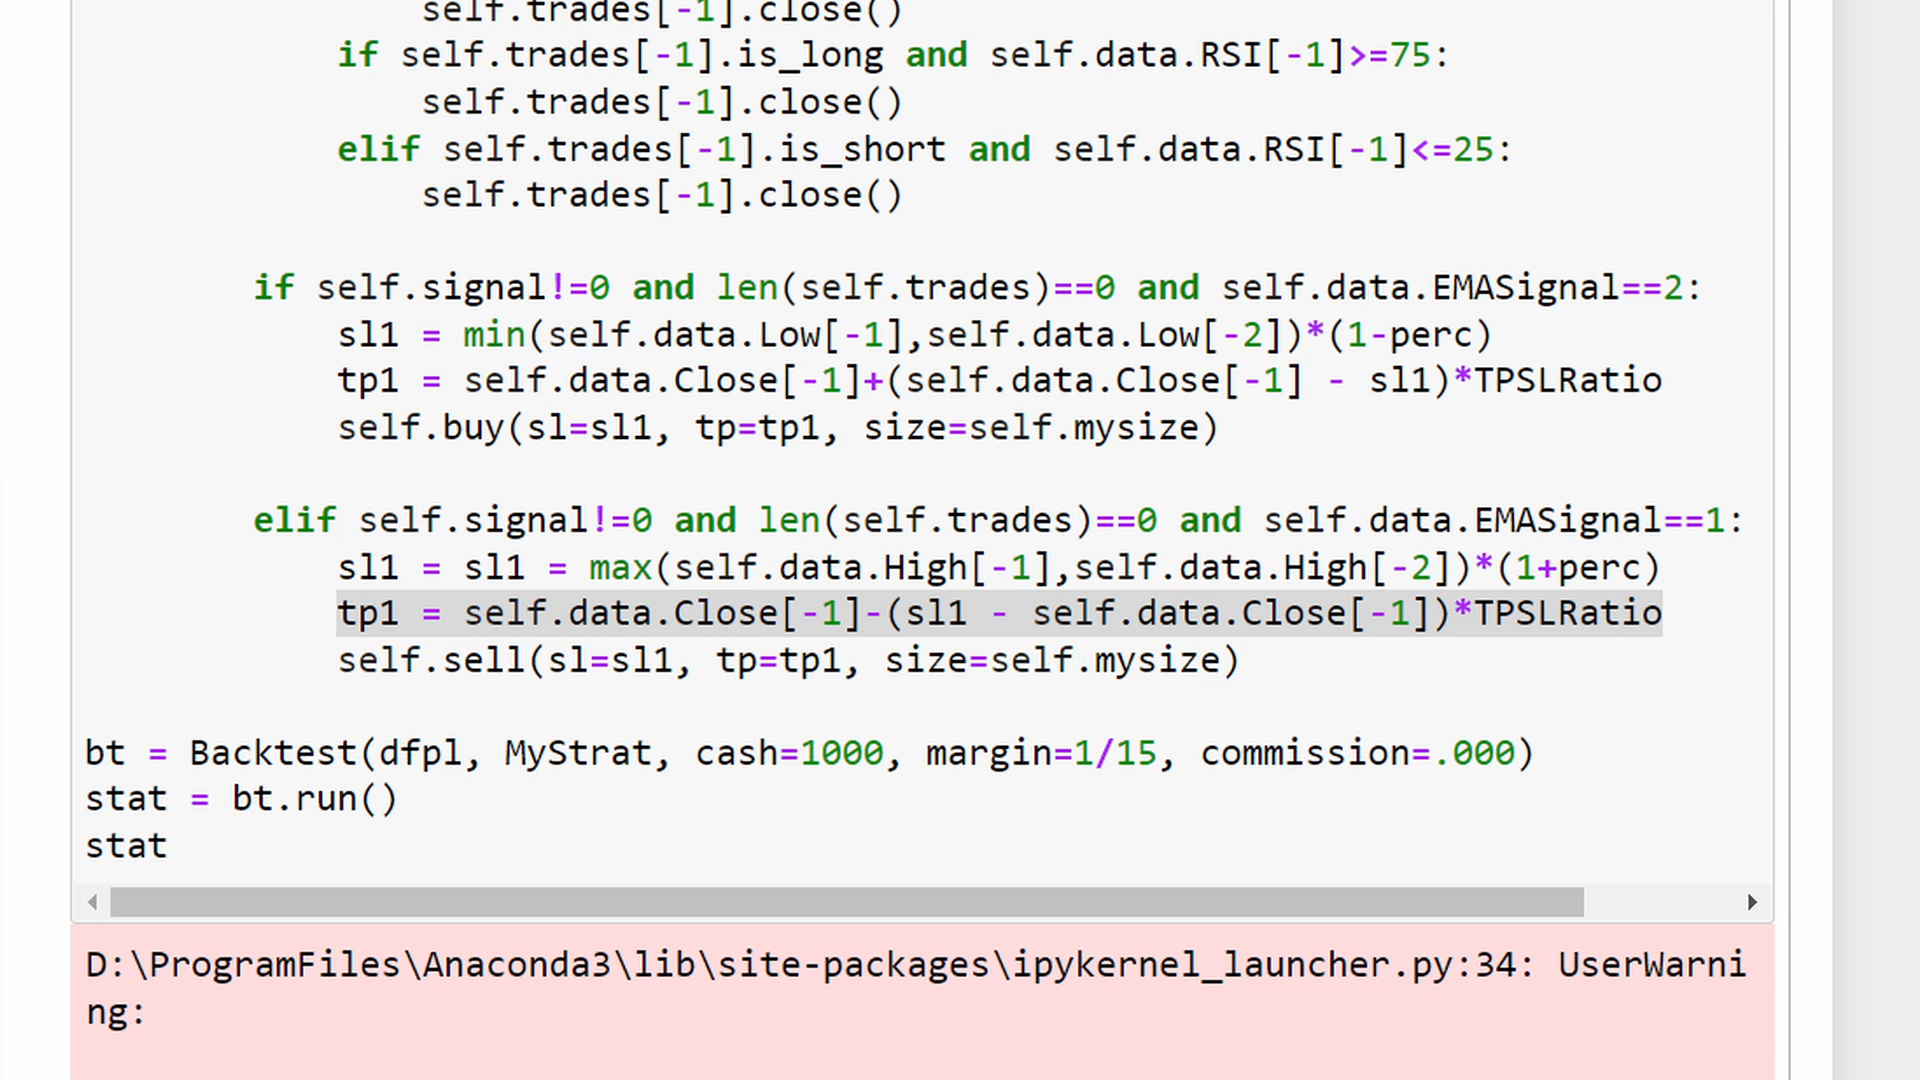 self.trades[-1].close()
if self.trades[-1].is_long and self.data.RSI[-1]>=75:
self.trades[-1].close()
elif self.trades[-1].is_short and self.data.RSI[-1]<=25:
self.trades[-1].close()
if self.signal!=0 and len(self.trades)==0 and self.data.EMASignal==2:
sl1 = min(self.data.Low[-1],self.data.Low[-2])*(1-perc)
tp1 = self.data.Close[-1]+(self.data.Close[-1] - sl1)*TPSLRatio
self.buy(sl=sl1, tp=tp1, size=self.mysize)
elif self.signal!=0 and len(self.trades)==0 and self.data.EMASignal==1:
sl1 = sl1 = max(self.data.High[-1],self.data.High[-2])*(1+perc)
tp1 = self.data.Close[-1]-(sl1 - self.data.Close[-1])*TPSLRatio
self.sell(sl=sl1, tp=tp1, size=self.mysize)
bt = Backtest(dfpl, MyStrat, cash=1000, margin=1/15, commission=.000)
stat = bt.run()
stat
D:\ProgramFiles\Anaconda3\lib\site-packages\ipykernel_launcher.py:34: UserWarni
ng: